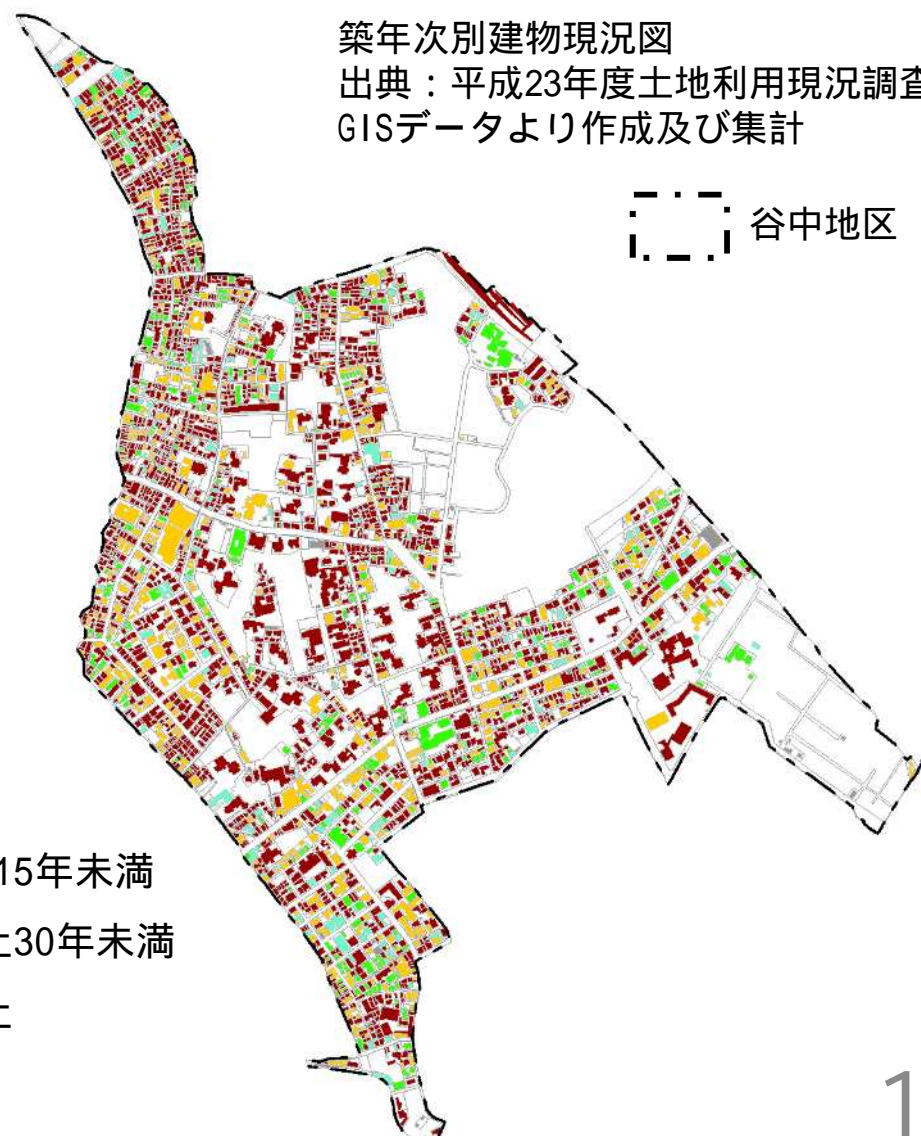 築年次別建物現況図
出典：平成23年度土地利用現況調査
GISデータより作成及び集計
谷中地区
15年未満
上30年未満
上
1